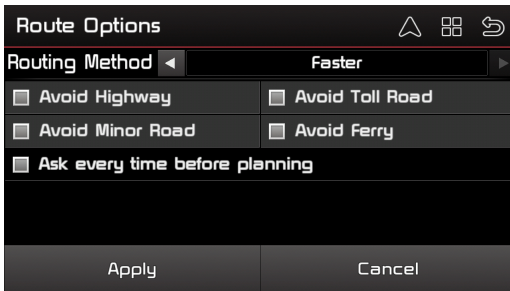 Route Options
Routing Method Faster
Avoid Highway Avoid Toll Road
Avoid Minor Road Avoid Ferry
Ask every time before planning
Apply Cancel